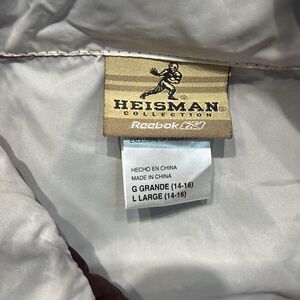 HEISMAN
COLLECTION
Reebok
HECHO EN CHINA
MADE IN CHINA
G GRANDE (14-16)
L LARGE (14-16)